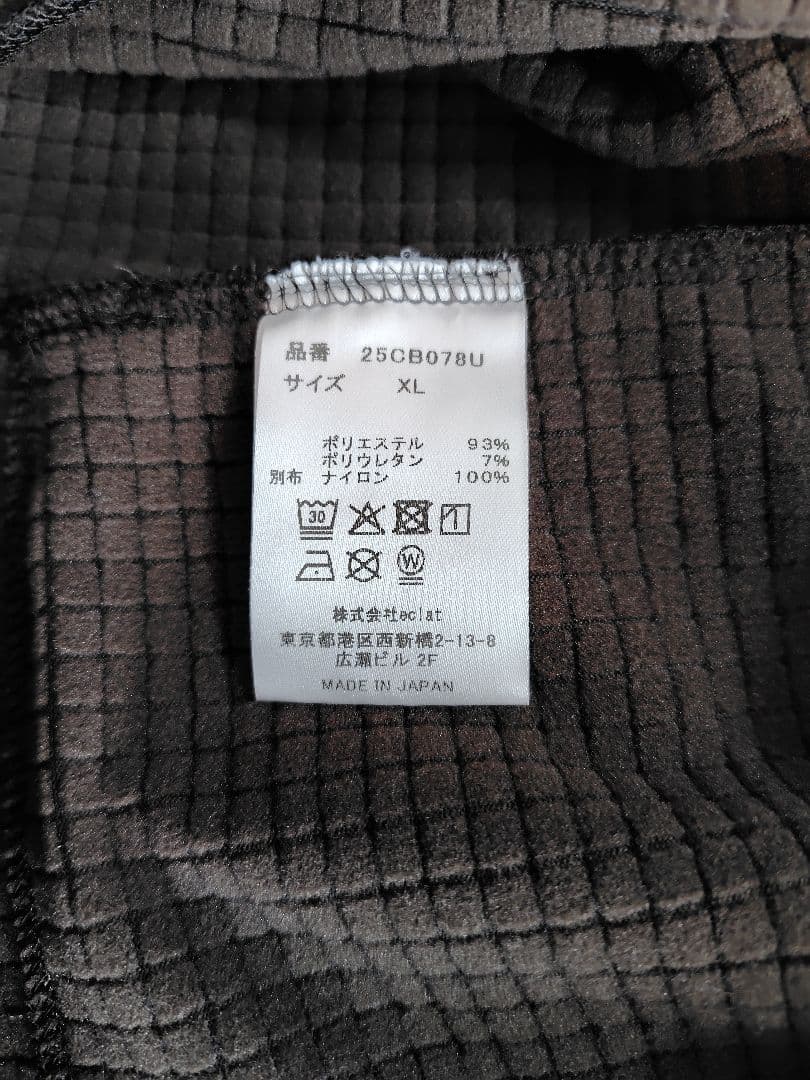 品番 25CB078U
サイズ XL
ポリエステル 93%
ポリウレタン 7%
別布 ナイロン 100%
30
W
株式会社eclat
東京都港区西新橋2-13-8
広瀬ビル 2F
MADE IN JAPAN